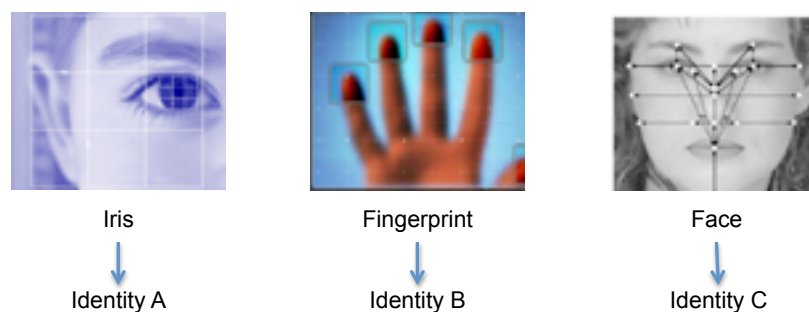 Iris
Fingerprint
Face
Identity A
Identity B
Identity C